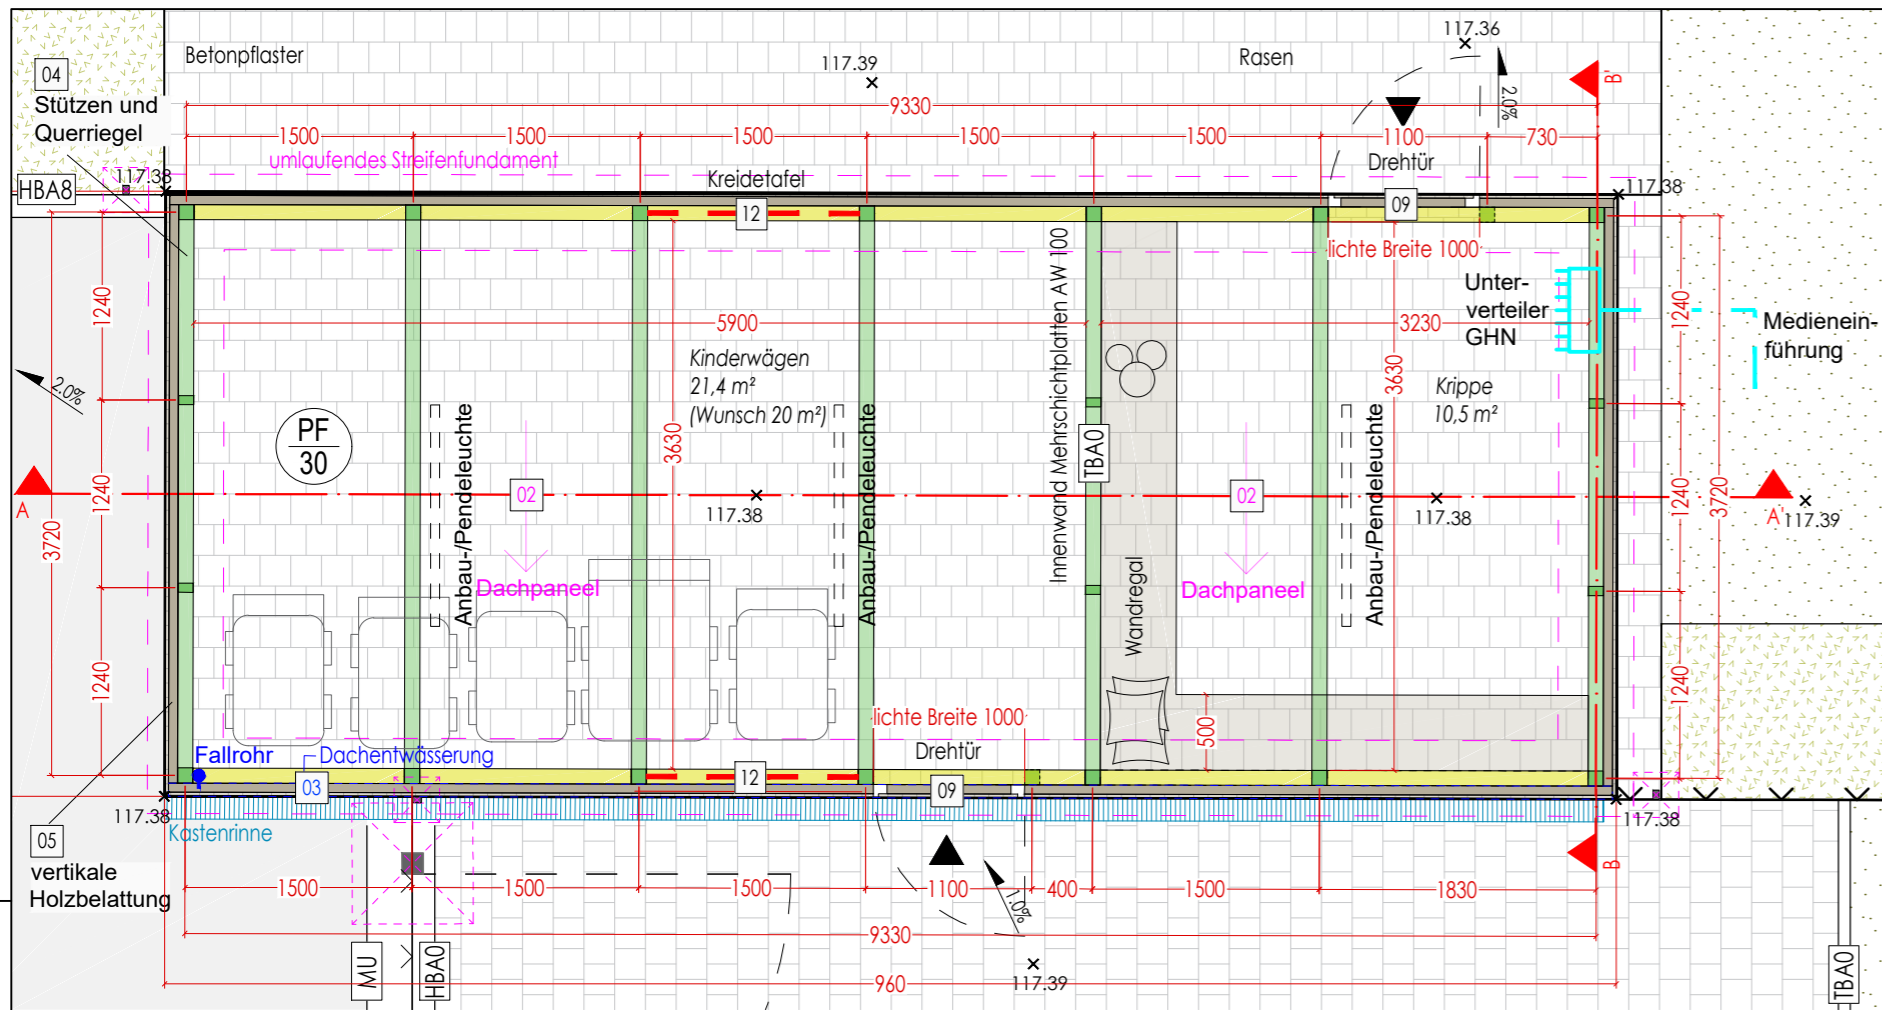 Betonpflaster
117.39
Rasen
117.36
2.0%
B'
04
Stützen und
Querriegel
9330
1500
1500
1500
1500
1500
1100
730
umlaufendes Streifenfundament
Kreidetafel
Drehtür
HBA8
117.38
117.38
12
09
lichte Breite 1000
Innenwand Mehrschichtplatten AW 100
Unter-
verteiler
GHN
Medienein-
führung
1240
1240
1240
3720
1240
1240
1240
3720
5900
3230
Kinderwägen
21,4 m²
(Wunsch 20 m²)
3630
3630
Krippe
10,5 m²
2.0%
PF
30
TBA0
Anbau-/Pendeleuchte
Anbau-/Pendeleuchte
Anbau-/Pendeleuchte
02
02
A
117.38
117.38
A'
117.39
Dachpaneel
Dachpaneel
Wandregal
500
lichte Breite 1000
Drehtür
Fallrohr
Dachentwässerung
03
12
09
117.38
117.38
Kastenrinne
05
vertikale
Holzbelattung
1500
1500
1500
1100
400
1500
1830
B
1.0%
9330
960
117.39
MU
HBA0
TBA0